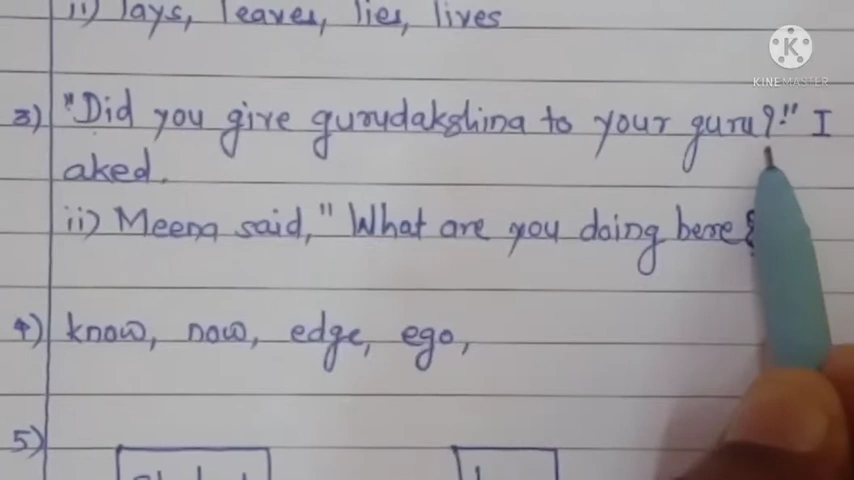 ii) lays, leaves, lies, lives
K
KINEMASTER
3) "Did you give gurudakshina to your guru?" I
aked.
ii) Meena said, "What are you doing here?
4) know, now, edge, ego,
5)